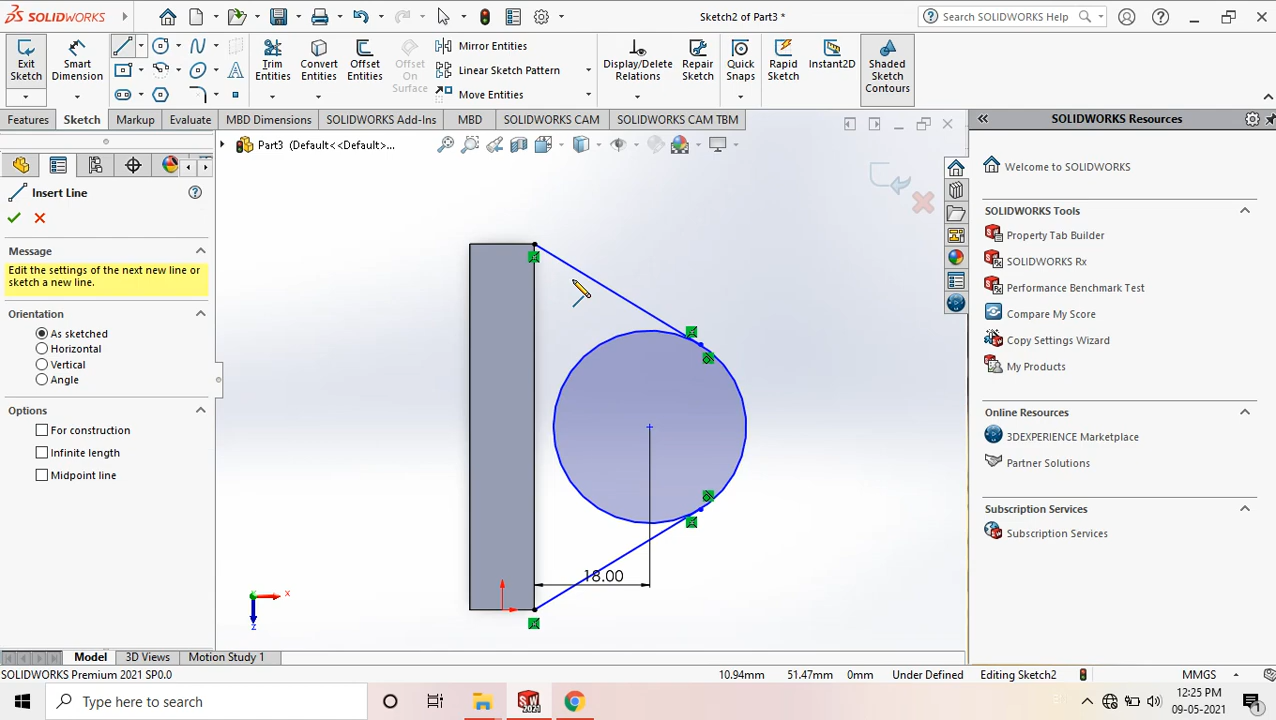 SOLIDWORKS
Sketch2 of Part3 *
Search SOLIDWORKS Help
Exit Sketch
Smart Dimension
Trim Entities
Convert Entities
Offset Entities
Offset On Surface
Mirror Entities
Linear Sketch Pattern
Move Entities
Display/Delete Relations
Repair Sketch
Quick Snaps
Rapid Sketch
Instant2D
Shaded Sketch Contours
Features
Sketch
Markup
Evaluate
MBD Dimensions
SOLIDWORKS Add-Ins
MBD
SOLIDWORKS CAM
SOLIDWORKS CAM TBM
Part3 (Default<<Default>...
Insert Line
Message
Edit the settings of the next new line or
sketch a new line.
Orientation
As sketched
Horizontal
Vertical
Angle
Options
For construction
Infinite length
Midpoint line
18.00
x
z
SOLIDWORKS Resources
Welcome to SOLIDWORKS
SOLIDWORKS Tools
Property Tab Builder
SOLIDWORKS Rx
Performance Benchmark Test
Compare My Score
Copy Settings Wizard
My Products
Online Resources
3DEXPERIENCE Marketplace
Partner Solutions
Subscription Services
Subscription Services
Model
3D Views
Motion Study 1
SOLIDWORKS Premium 2021 SP0.0
10.94mm
51.47mm
0mm
Under Defined
Editing Sketch2
MMGS
Type here to search
12:25 PM
09-05-2021